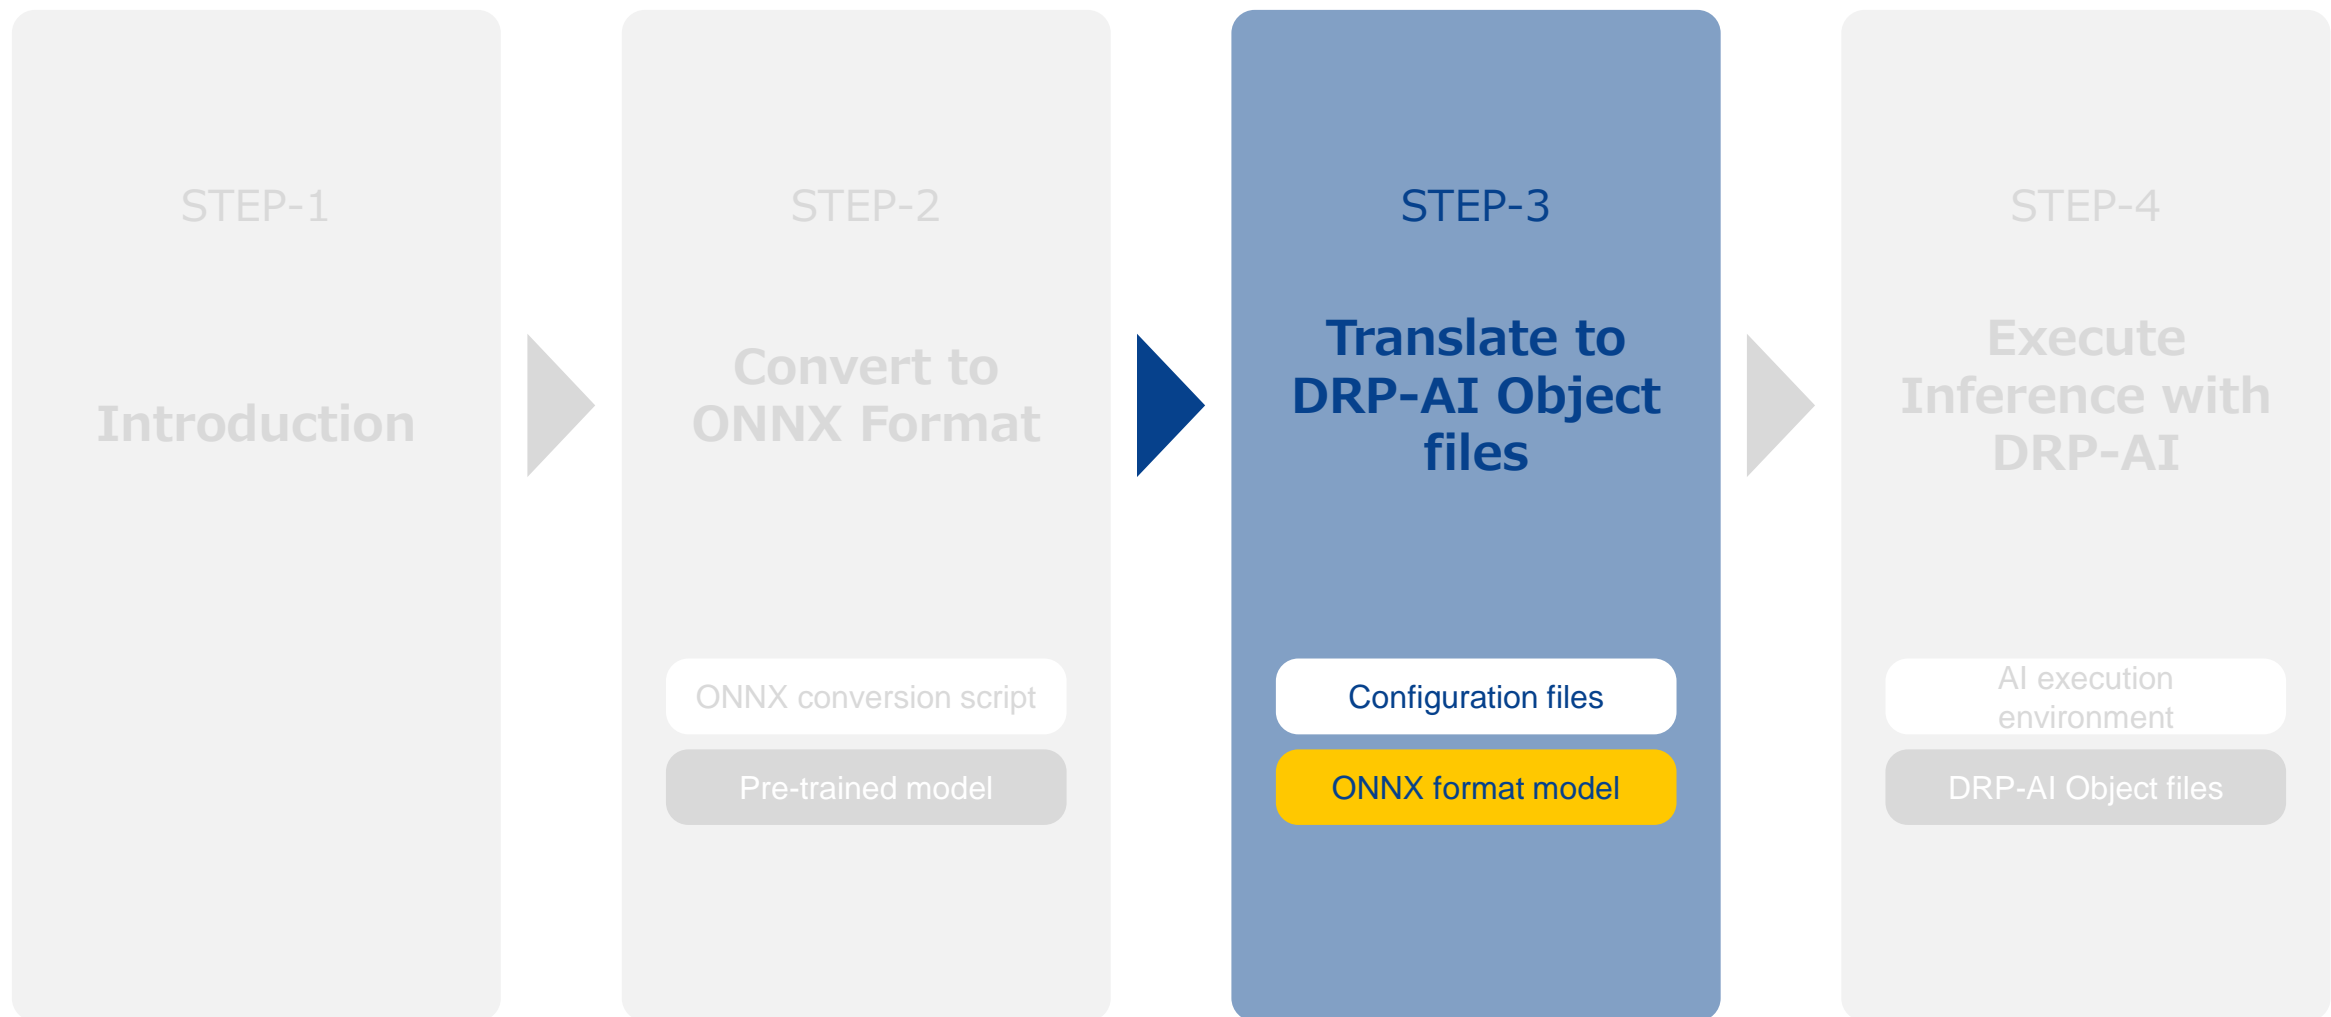 STEP-1
Introduction
STEP-2
Convert to
ONNX Format
ONNX conversion script
Pre-trained model
STEP-3
Translate to
DRP-AI Object
files
Configuration files
ONNX format model
STEP-4
Execute
Inference with
DRP-AI
AI execution
environment
DRP-AI Object files